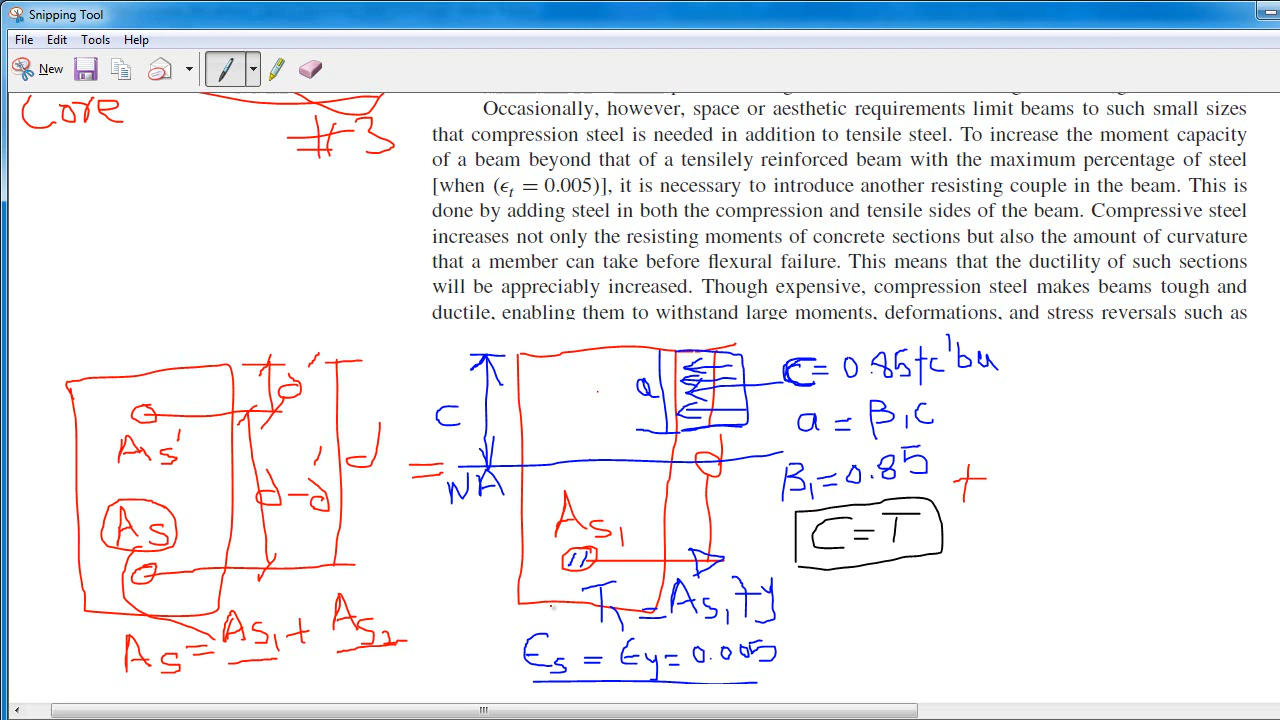 Snipping Tool
File Edit Tools Help
New
Core
#3
Occasionally, however, space or aesthetic requirements limit beams to such small sizes
that compression steel is needed in addition to tensile steel. To increase the moment capacity
of a beam beyond that of a tensilely reinforced beam with the maximum percentage of steel
[when (ϵt = 0.005)], it is necessary to introduce another resisting couple in the beam. This is
done by adding steel in both the compression and tensile sides of the beam. Compressive steel
increases not only the resisting moments of concrete sections but also the amount of curvature
that a member can take before flexural failure. This means that the ductility of such sections
will be appreciably increased. Though expensive, compression steel makes beams tough and
ductile, enabling them to withstand large moments, deformations, and stress reversals such as
d'
As'
d
d-d'
As
As = As1 + As2
=
C
NA
a
As1
T1 = As1 fy
Es = Ey = 0.005
C = 0.85fc'ba
a = β1c
β1 = 0.85
C = T
+